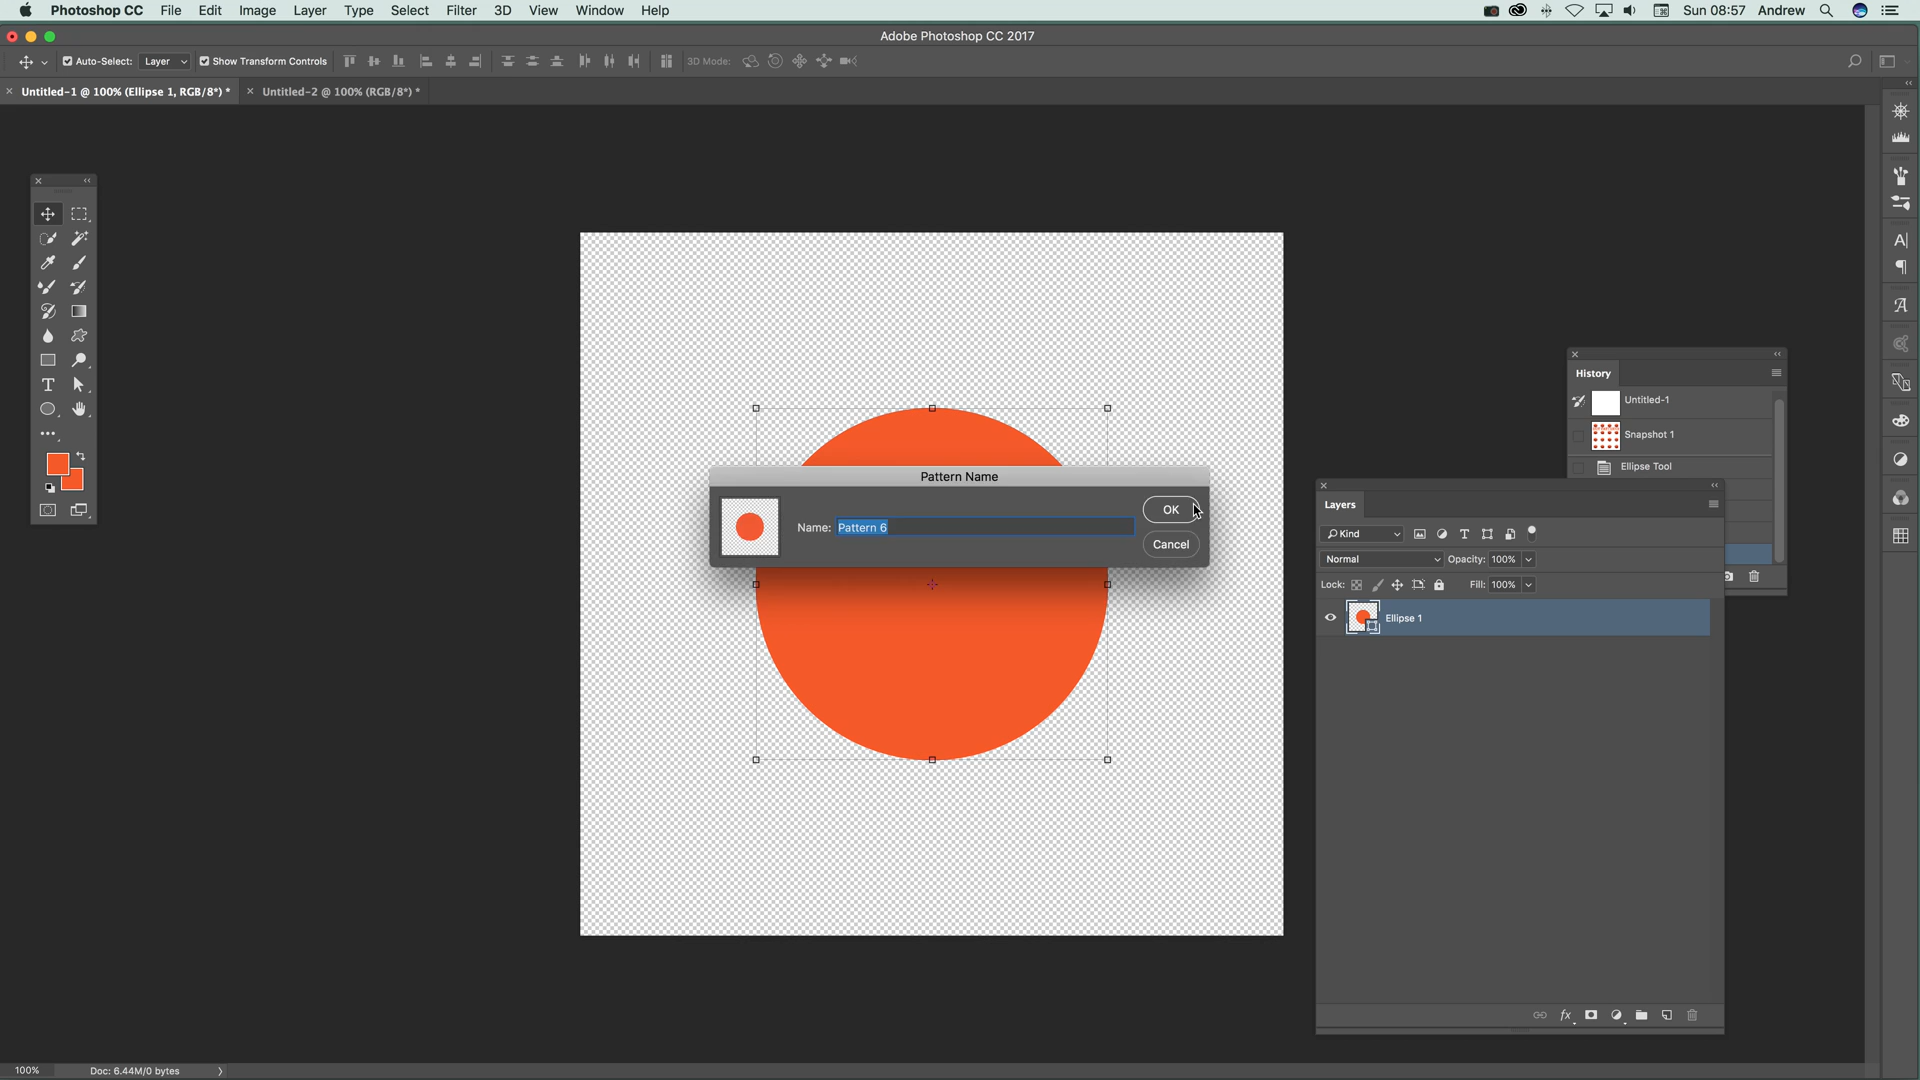 Photoshop CC File Edit Image Layer Type Select Filter 3D View Window Help Sun 08:57 Andrew
Adobe Photoshop CC 2017
Auto-Select: Layer Show Transform Controls 3D Mode:
Untitled-1 @ 100% (Ellipse 1, RGB/8*) * Untitled-2 @ 100% (RGB/8*) *
History
Untitled-1
Snapshot 1
Ellipse Tool
Pattern Name
Name: Pattern 6
OK
Cancel
Layers
Kind
Normal Opacity: 100%
Lock: Fill: 100%
Ellipse 1
fx
100% Doc: 6.44M/0 bytes